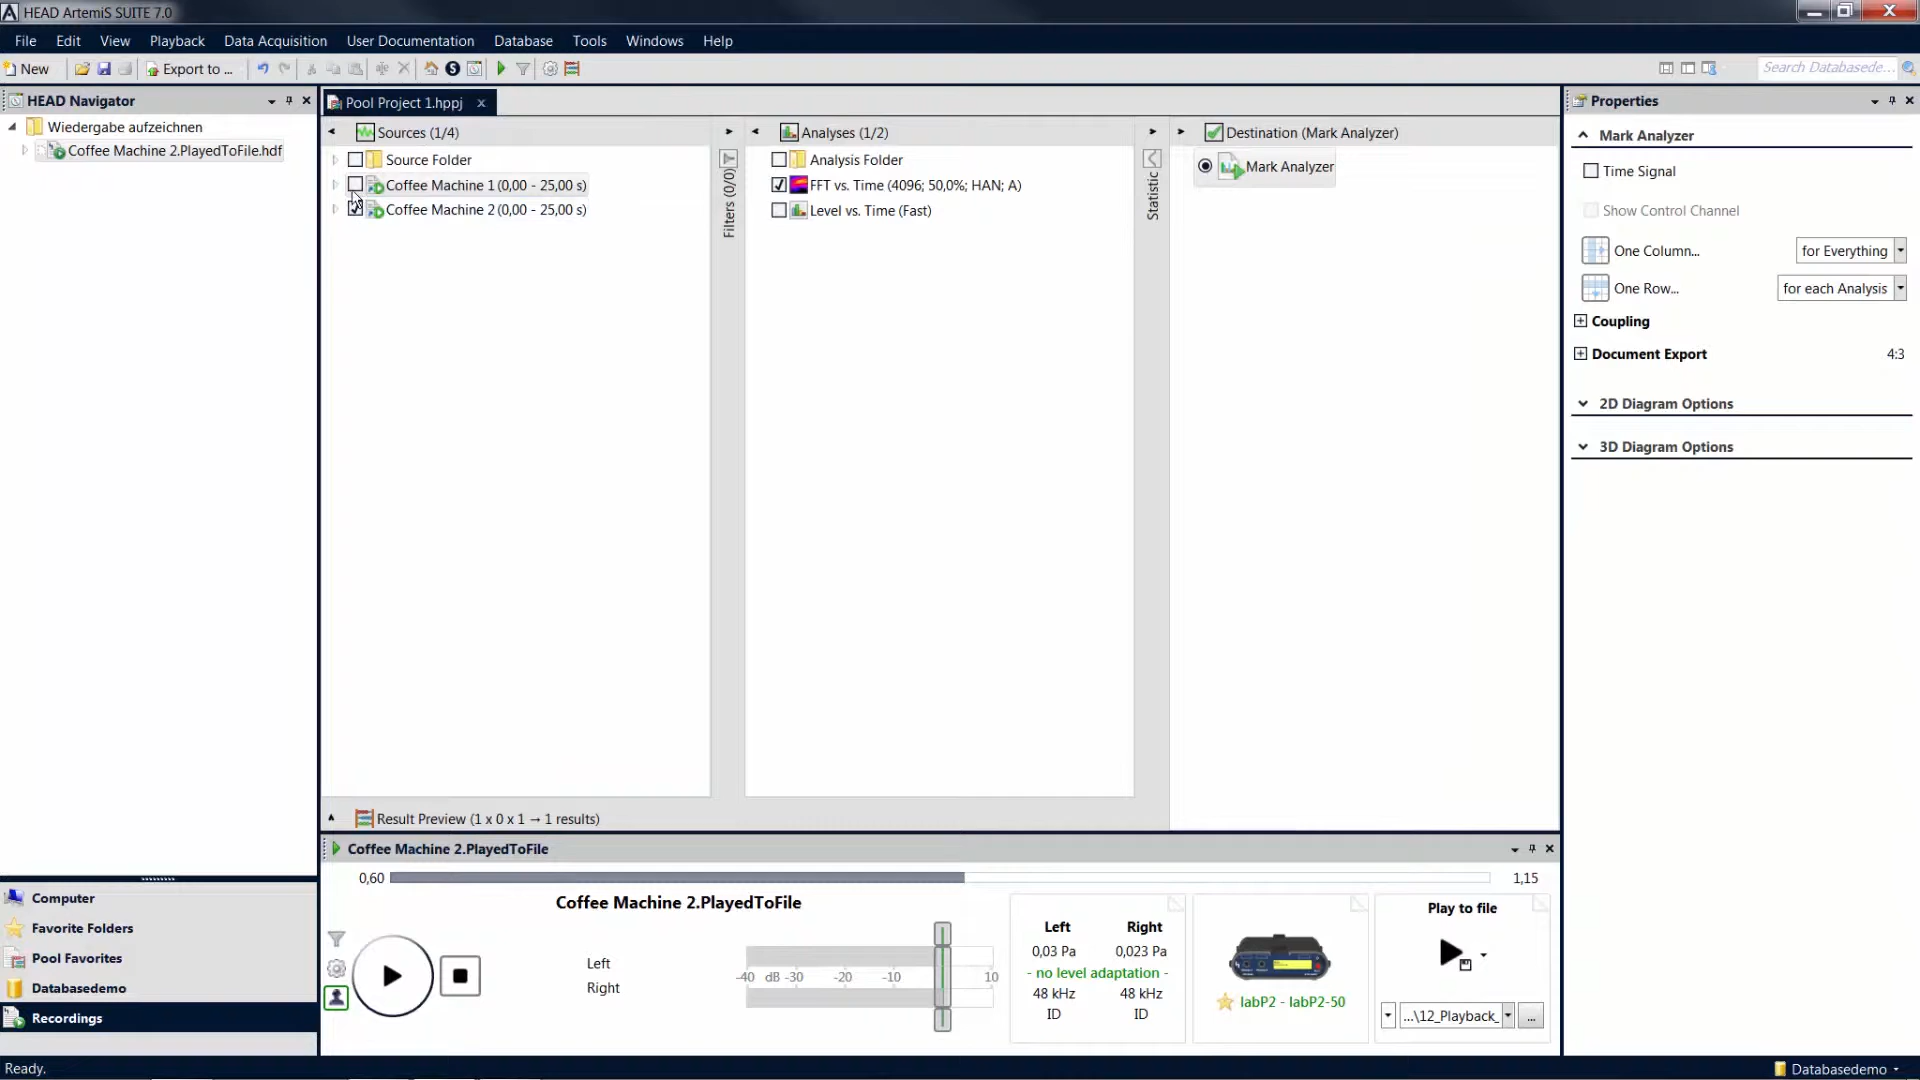 HEAD ArtemiS SUITE 7.0
File Edit View Playback Data Acquisition User Documentation Database Tools Windows Help
New Export to ... Search Databasede...
HEAD Navigator
Wiedergabe aufzeichnen
Coffee Machine 2.PlayedToFile.hdf
Computer
Favorite Folders
Pool Favorites
Databasedemo
Recordings
Pool Project 1.hppj
Sources (1/4)
Source Folder
Coffee Machine 1 (0,00 - 25,00 s)
Coffee Machine 2 (0,00 - 25,00 s)
Filters (0/0)
Analyses (1/2)
Analysis Folder
FFT vs. Time (4096; 50,0%; HAN; A)
Level vs. Time (Fast)
Statistic
Destination (Mark Analyzer)
Mark Analyzer
Result Preview (1 x 0 x 1 → 1 results)
Properties
Mark Analyzer
Time Signal
Show Control Channel
One Column... for Everything
One Row... for each Analysis
Coupling
Document Export 4:3
2D Diagram Options
3D Diagram Options
Coffee Machine 2.PlayedToFile
0,60 1,15
Coffee Machine 2.PlayedToFile
Left
Right
-40 dB -30 -20 -10 10
Left Right
0,03 Pa 0,023 Pa
- no level adaptation -
48 kHz 48 kHz
ID ID
labP2 - labP2-50
Play to file
...\12_Playback_ ...
Ready. Databasedemo